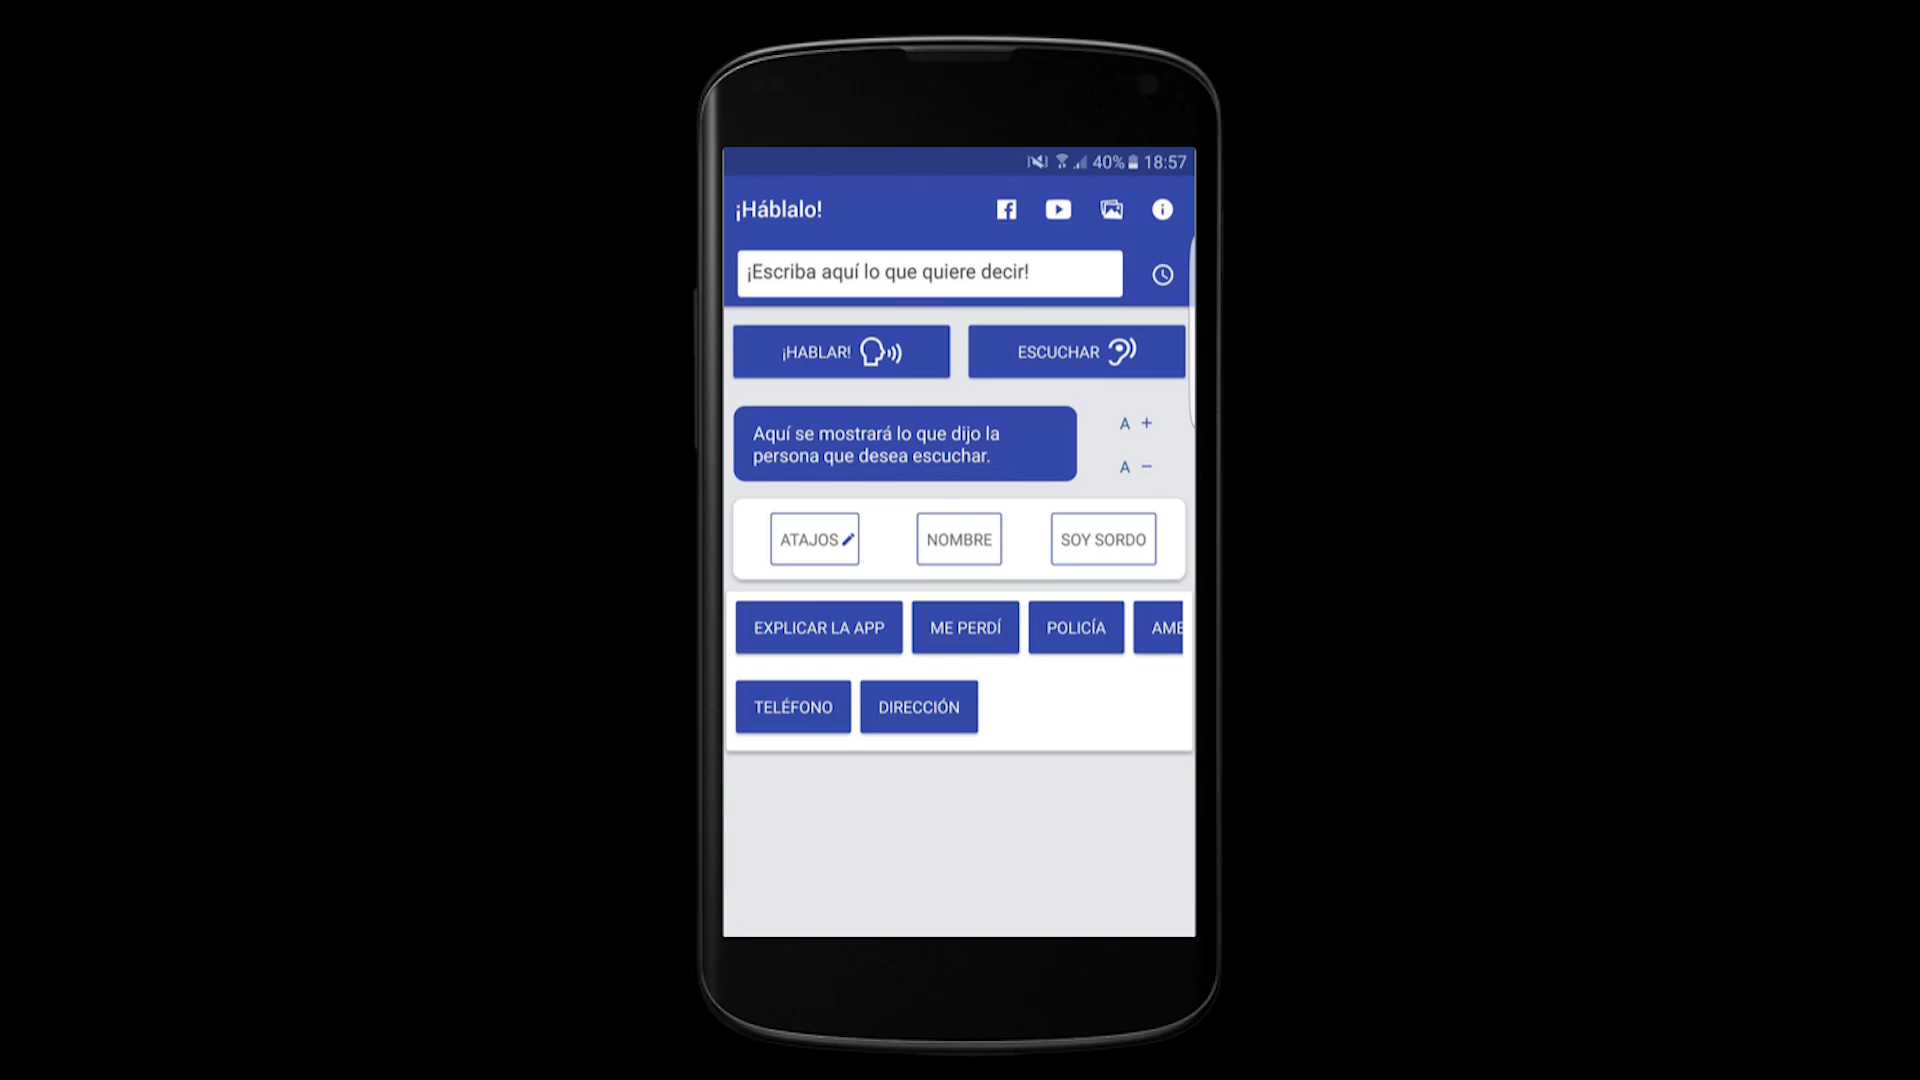 40% 18:57
¡Háblalo!
¡Escriba aquí lo que quiere decir!
¡HABLAR! ESCUCHAR
Aquí se mostrará lo que dijo la
persona que desea escuchar.
A +
A −
ATAJOS NOMBRE SOY SORDO
EXPLICAR LA APP ME PERDÍ POLICÍA
TELÉFONO DIRECCIÓN